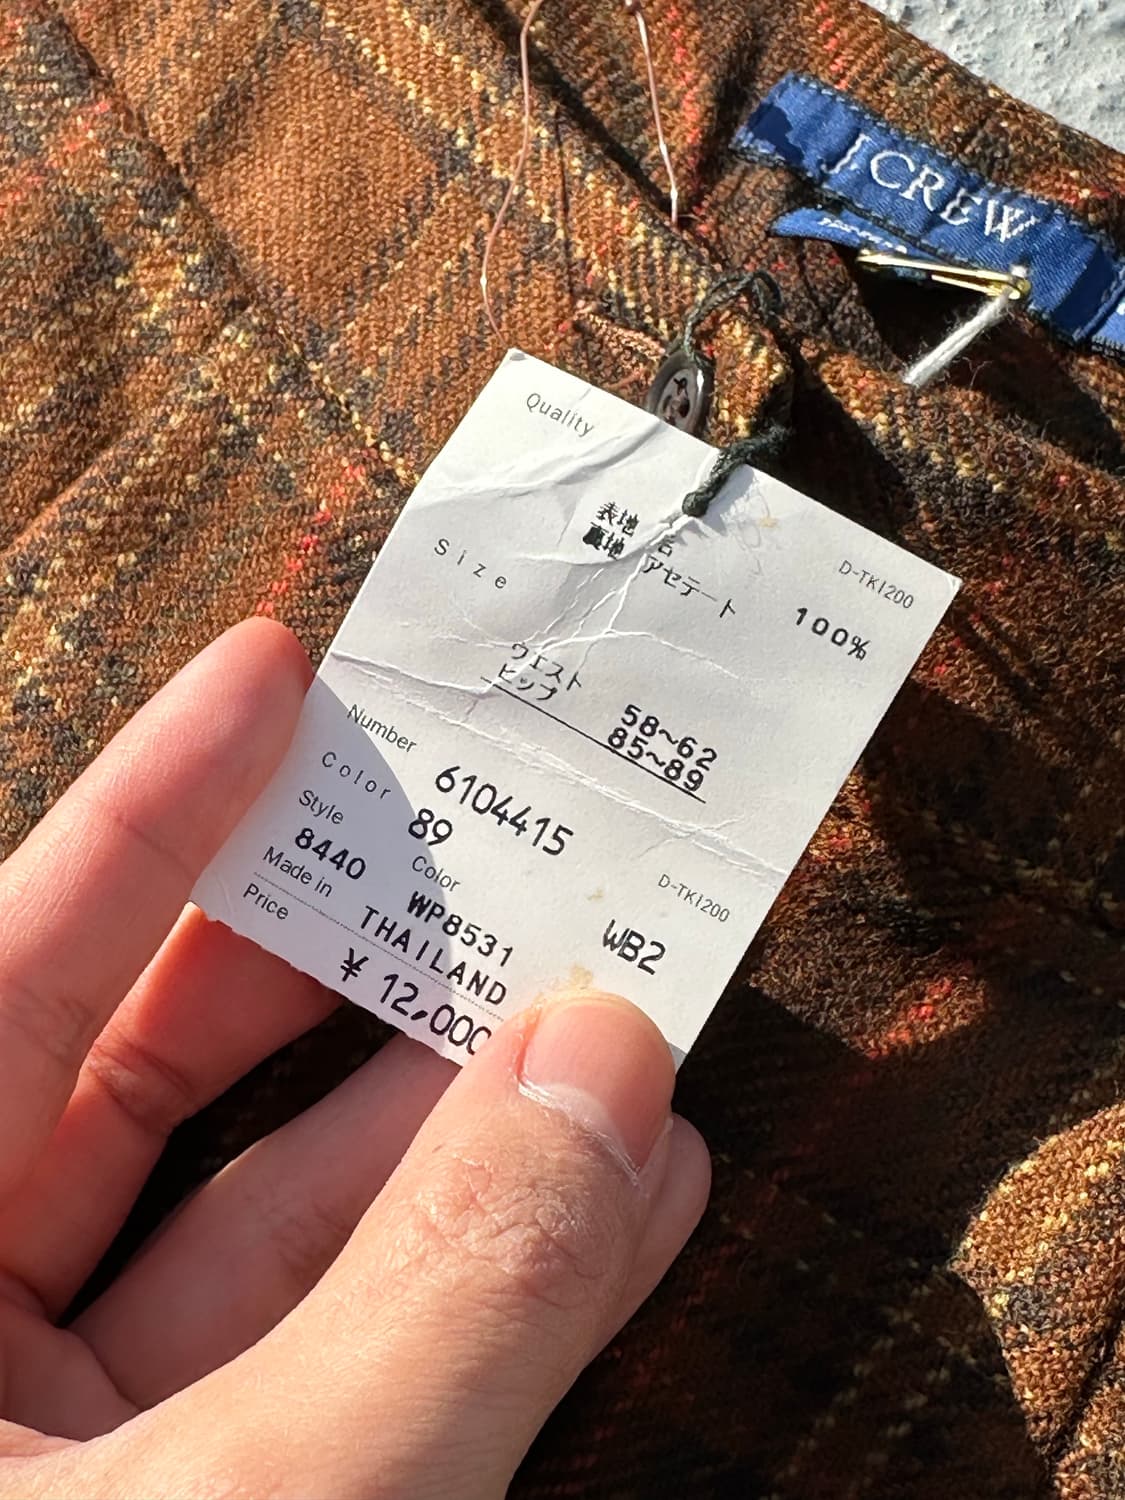 J.CREW
Quality
表地
裏地 アセテート 100%
D-TK1200
Size
ウエスト 58~62
ヒップ 85~89
Number 6104415
Color 89
D-TK1200
Style Color
8440 WP8531 WB2
Made in THAILAND
Price ¥ 12,000